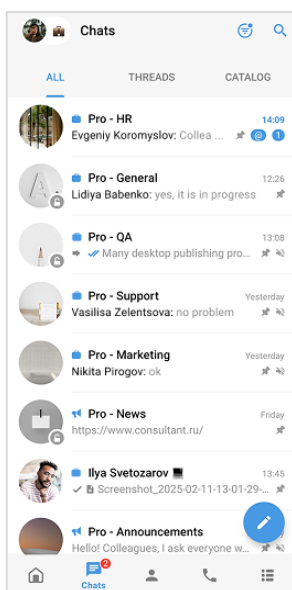 Chats
ALL THREADS CATALOG
Pro - HR 14:09
Evgeniy Koromyslov: Collea ... @ 1
Pro - General 12:26
Lidiya Babenko: yes, it is in progress
Pro - QA 13:08
Many desktop publishing pro...
Pro - Support Yesterday
Vasilisa Zelentsova: no problem
Pro - Marketing Yesterday
Nikita Pirogov: ok
Pro - News Friday
https://www.consultant.ru/
Ilya Svetozarov 13:45
Screenshot_2025-02-11-13-01-29-...
Pro - Announcements
Hello! Colleagues, I ask everyone w...
2
Chats